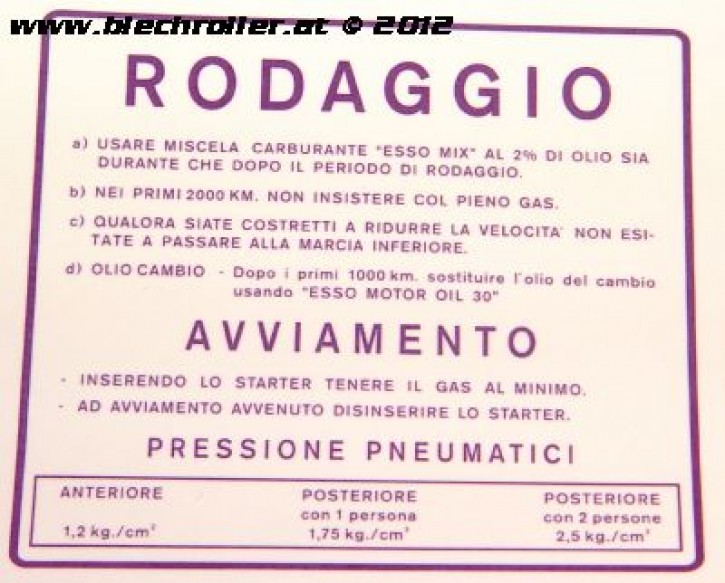 www.blechroller.at © 2012
RODAGGIO
a) USARE MISCELA CARBURANTE "ESSO MIX" AL 2% DI OLIO SIA
DURANTE CHE DOPO IL PERIODO DI RODAGGIO.
b) NEI PRIMI 2000 KM. NON INSISTERE COL PIENO GAS.
c) QUALORA SIATE COSTRETTI A RIDURRE LA VELOCITA' NON ESI-
TATE A PASSARE ALLA MARCIA INFERIORE.
d) OLIO CAMBIO - Dopo i primi 1000 km. sostituire l'olio del cambio
usando "ESSO MOTOR OIL 30"
AVVIAMENTO
- INSERENDO LO STARTER TENERE IL GAS AL MINIMO.
- AD AVVIAMENTO AVVENUTO DISINSERIRE LO STARTER.
PRESSIONE PNEUMATICI
ANTERIORE POSTERIORE POSTERIORE
con 1 persona con 2 persone
1,2 kg./cm² 1,75 kg./cm² 2,5 kg./cm²